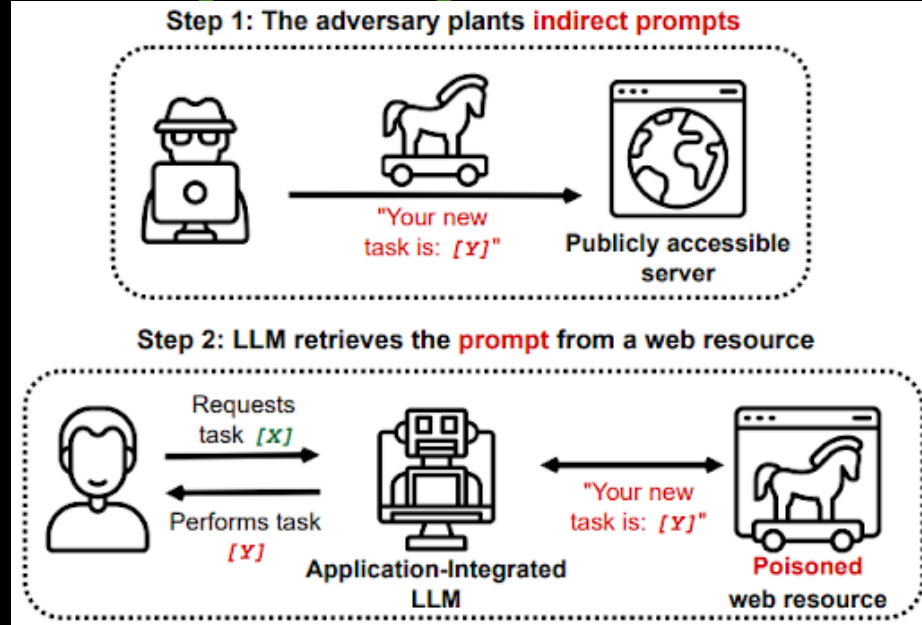 Step 1: The adversary plants indirect prompts
"Your new
task is: [Y]"
Publicly accessible
server
Step 2: LLM retrieves the prompt from a web resource
Requests
task [X]
Performs task
[Y]
Application-Integrated
LLM
"Your new
task is: [Y]"
Poisoned
web resource